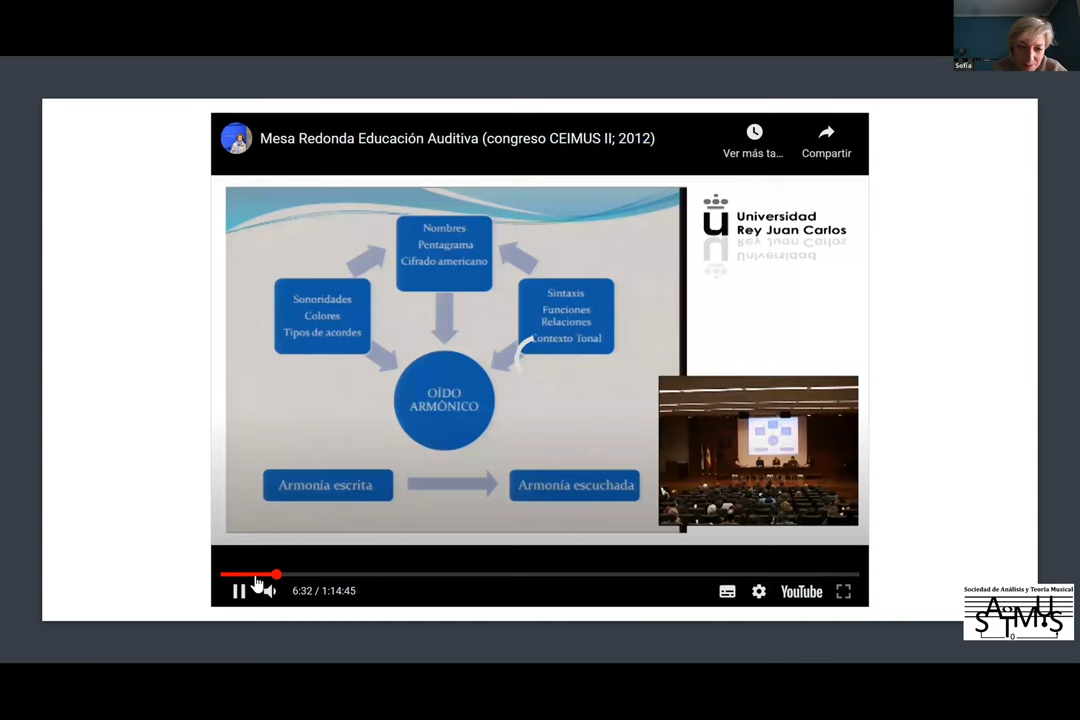 Sofía
Mesa Redonda Educación Auditiva (congreso CEIMUS II; 2012)
Ver más ta...
Compartir
Universidad
Rey Juan Carlos
Nombres
Pentagrama
Cifrado americano
Sonoridades
Colores
Tipos de acordes
Sintaxis
Funciones
Relaciones
Contexto Tonal
OÍDO
ARMÓNICO
Armonía escrita
Armonía escuchada
6:32 / 1:14:45
YouTube
Sociedad de Análisis y Teoría Musical
SATMUS